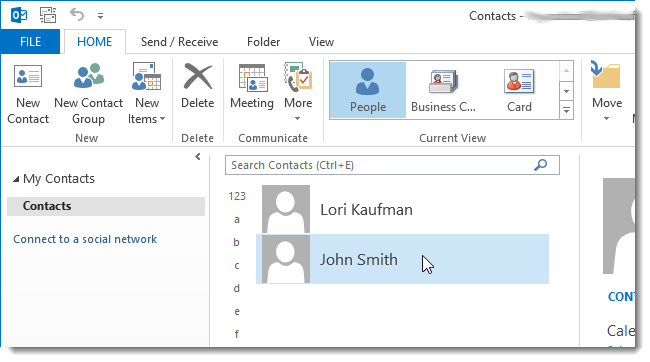 Contacts -
FILE HOME Send / Receive Folder View
New Contact
New Contact Group
New Items
Delete
Meeting
More
People
Business C...
Card
Move
New Delete Communicate Current View
Search Contacts (Ctrl+E)
My Contacts
Contacts
Connect to a social network
123
a
b
c
d
e
f
Lori Kaufman
John Smith
CONT
Cale